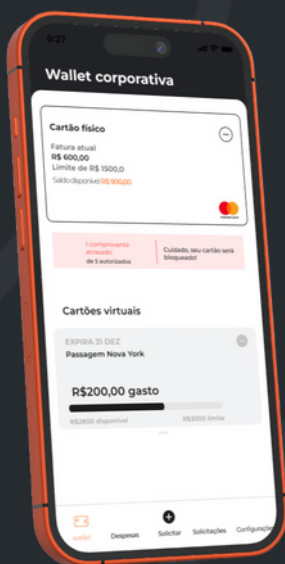 9:27
Wallet corporativa
Cartão físico
Fatura atual
R$ 600,00
Limite de R$ 1500,0
Saldo disponível R$ 900,00
1 comprovante
atrasado
de 5 autorizados
Cuidado, seu cartão será
bloqueado!
Cartões virtuais
EXPIRA 31 DEZ
Passagem Nova York
R$200,00 gasto
R$2800 disponível
R$3000 limite
wallet
Despesas
Solicitar
Solicitações
Configurações